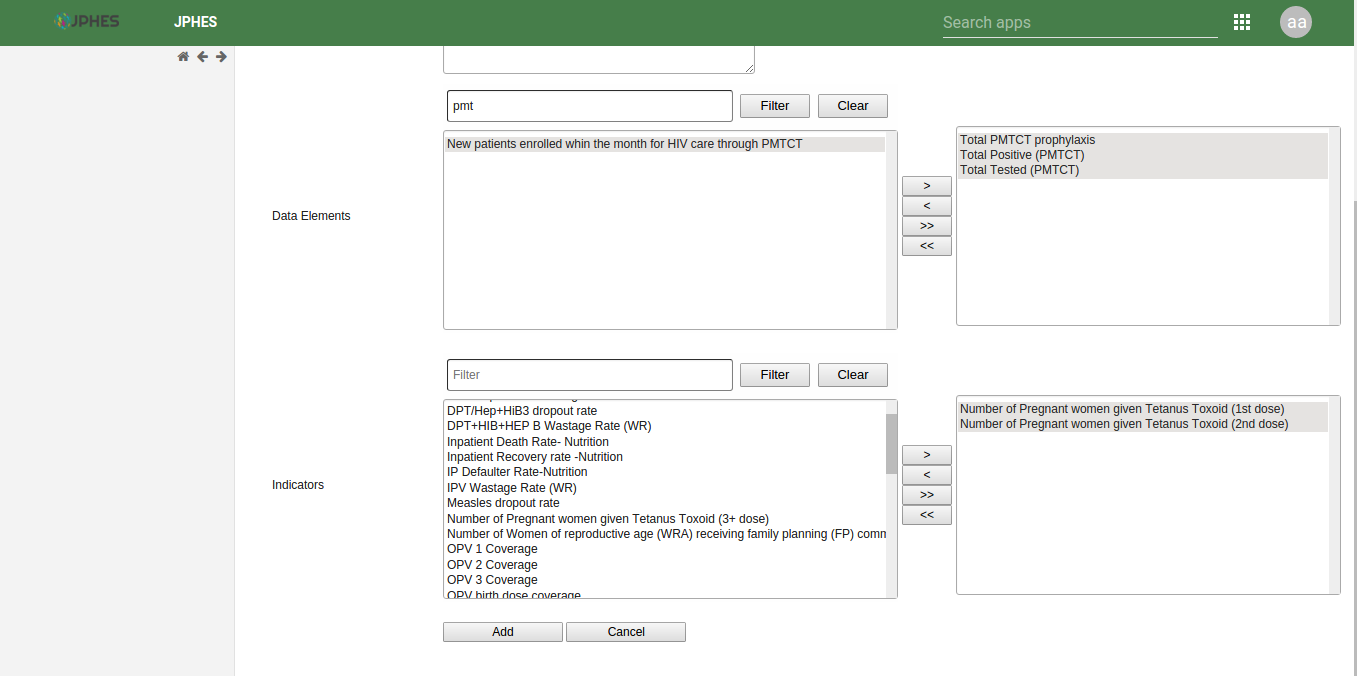 JPHES
JPHES
Search apps
aa
pmt
Filter
Clear
Data Elements
New patients enrolled whin the month for HIV care through PMTCT
>
<
>>
<<
Total PMTCT prophylaxis
Total Positive (PMTCT)
Total Tested (PMTCT)
Filter
Filter
Clear
Indicators
DPT/Hep+HiB3 dropout rate
DPT+HIB+HEP B Wastage Rate (WR)
Inpatient Death Rate- Nutrition
Inpatient Recovery rate -Nutrition
IP Defaulter Rate-Nutrition
IPV Wastage Rate (WR)
Measles dropout rate
Number of Pregnant women given Tetanus Toxoid (3+ dose)
Number of Women of reproductive age (WRA) receiving family planning (FP) comm
OPV 1 Coverage
OPV 2 Coverage
OPV 3 Coverage
OPV birth dose coverage
>
<
>>
<<
Number of Pregnant women given Tetanus Toxoid (1st dose)
Number of Pregnant women given Tetanus Toxoid (2nd dose)
Add
Cancel